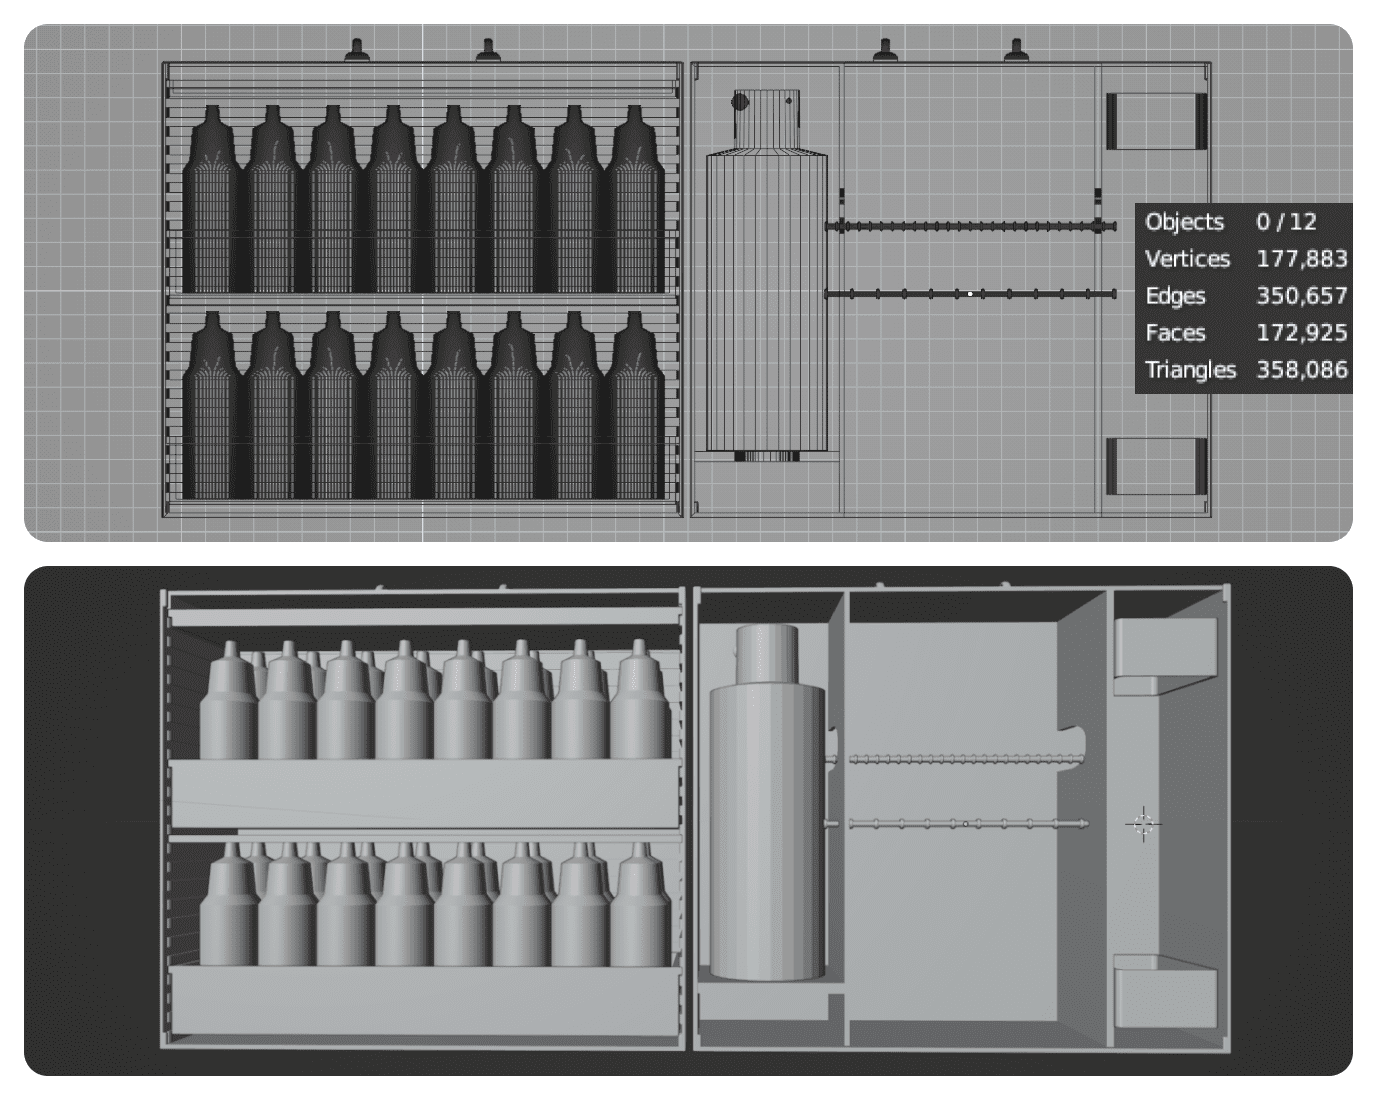 Objects 0 / 12
Vertices 177,883
Edges 350,657
Faces 172,925
Triangles 358,086